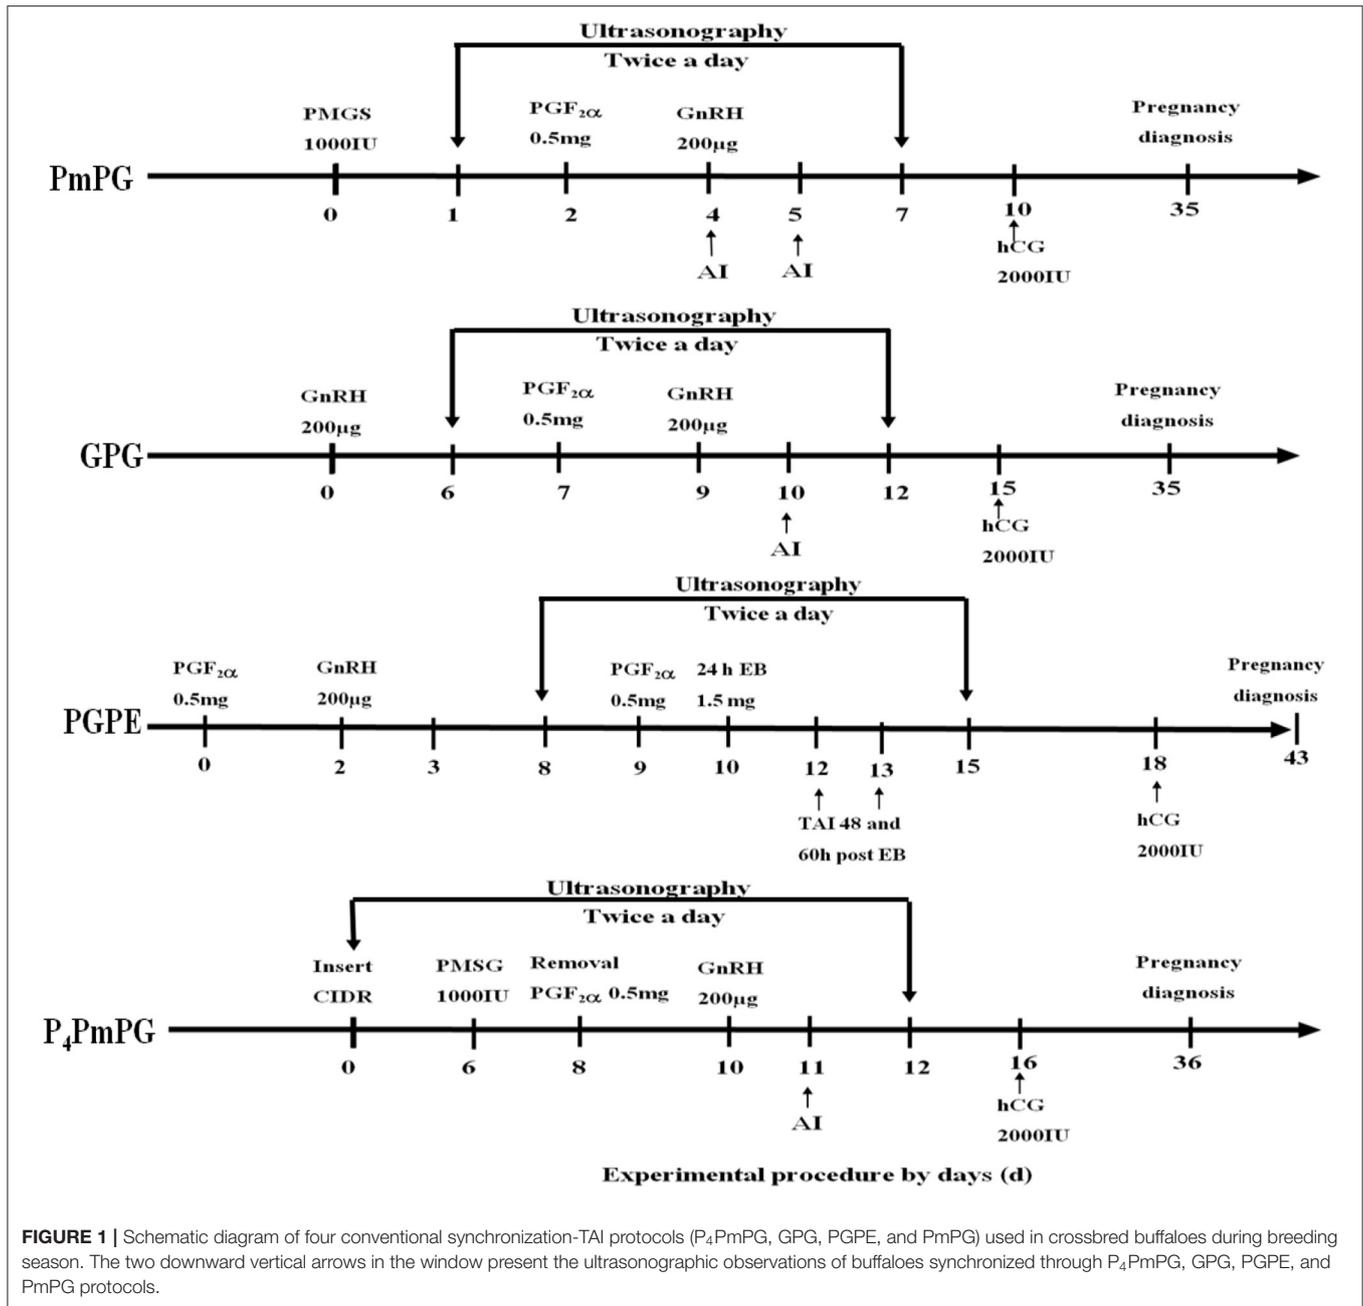 Ultrasonography
Twice a day
PMGS PGF₂α GnRH Pregnancy
1000IU 0.5mg 200µg diagnosis
PmPG
0 1 2 4 5 7 10 35
AI AI hCG
2000IU
Ultrasonography
Twice a day
GnRH PGF₂α GnRH Pregnancy
200µg 0.5mg 200µg diagnosis
GPG
0 6 7 9 10 12 15 35
AI hCG
2000IU
Ultrasonography
Twice a day
PGF₂α GnRH PGF₂α 24 h EB Pregnancy
0.5mg 200µg 0.5mg 1.5 mg diagnosis
PGPE
0 2 3 8 9 10 12 13 15 18 43
TAI 48 and hCG
60h post EB 2000IU
Ultrasonography
Twice a day
Insert PMSG Removal GnRH Pregnancy
CIDR 1000IU PGF₂α 0.5mg 200µg diagnosis
P₄PmPG
0 6 8 10 11 12 16 36
AI hCG
2000IU
Experimental procedure by days (d)
FIGURE 1 | Schematic diagram of four conventional synchronization-TAI protocols (P₄PmPG, GPG, PGPE, and PmPG) used in crossbred buffaloes during breeding
season. The two downward vertical arrows in the window present the ultrasonographic observations of buffaloes synchronized through P₄PmPG, GPG, PGPE, and
PmPG protocols.